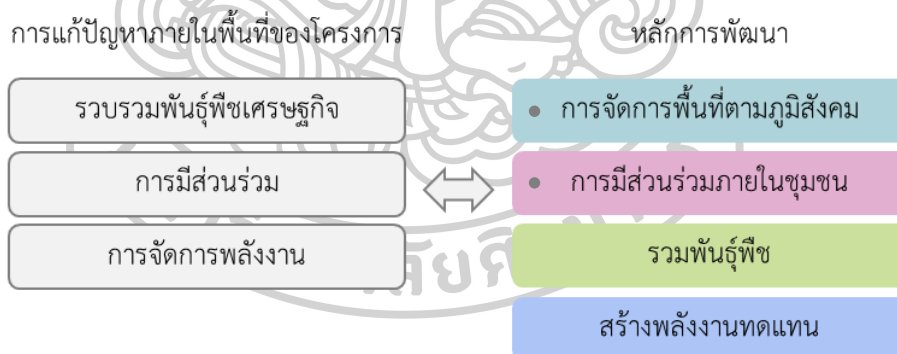 การแก้ปัญหาภายในพื้นที่ของโครงการ
รวบรวมพันธุ์พืชเศรษฐกิจ
การมีส่วนร่วม
การจัดการพลังงาน
หลักการพัฒนา
• การจัดการพื้นที่ตามภูมิสังคม
• การมีส่วนร่วมภายในชุมชน
รวมพันธุ์พืช
สร้างพลังงานทดแทน